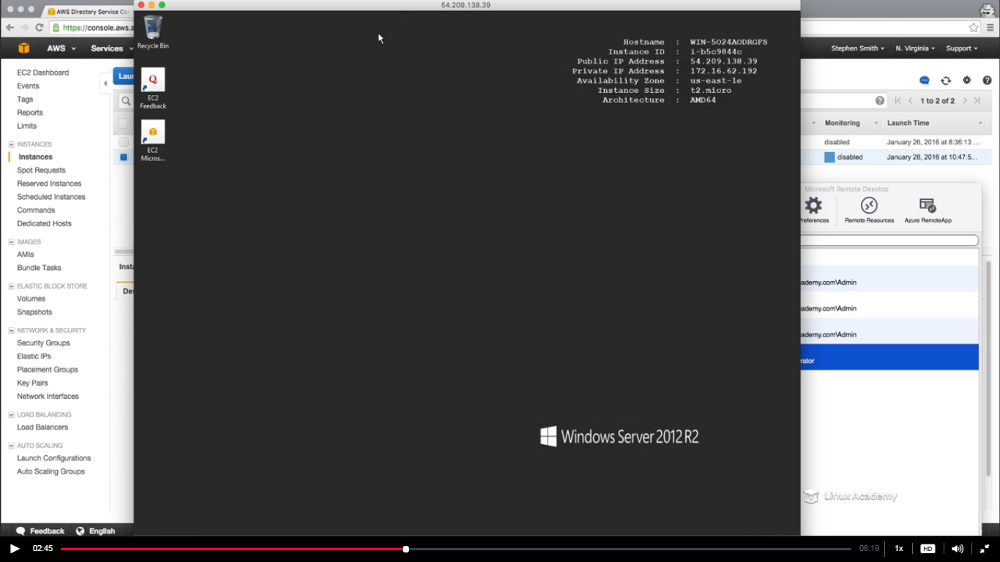 54.209.138.39
AWS Directory Service Con
https://console.aws.a
AWS
Services
Stephen Smith
N. Virginia
Support
EC2 Dashboard
Events
Tags
Reports
Limits
INSTANCES
Instances
Spot Requests
Reserved Instances
Scheduled Instances
Commands
Dedicated Hosts
IMAGES
AMIs
Bundle Tasks
ELASTIC BLOCK STORE
Volumes
Snapshots
NETWORK & SECURITY
Security Groups
Elastic IPs
Placement Groups
Key Pairs
Network Interfaces
LOAD BALANCING
Load Balancers
AUTO SCALING
Launch Configurations
Auto Scaling Groups
Feedback
English
Lau
Insta
Des
Recycle Bin
EC2
Feedback
EC2
Micros...
Hostname : WIN-5O24AODRGFS
Instance ID : i-b5c9844c
Public IP Address : 54.209.138.39
Private IP Address : 172.16.62.192
Availability Zone : us-east-1e
Instance Size : t2.micro
Architecture : AMD64
Windows Server 2012 R2
1 to 2 of 2
Monitoring
Launch Time
disabled
January 26, 2016 at 8:36:13 ...
disabled
January 28, 2016 at 10:47:5...
Microsoft Remote Desktop
Preferences
Remote Resources
Azure RemoteApp
ademy.com\Admin
ademy.com\Admin
ademy.com\Admin
rator
Linux Academy
02:45
06:19
1x
HD